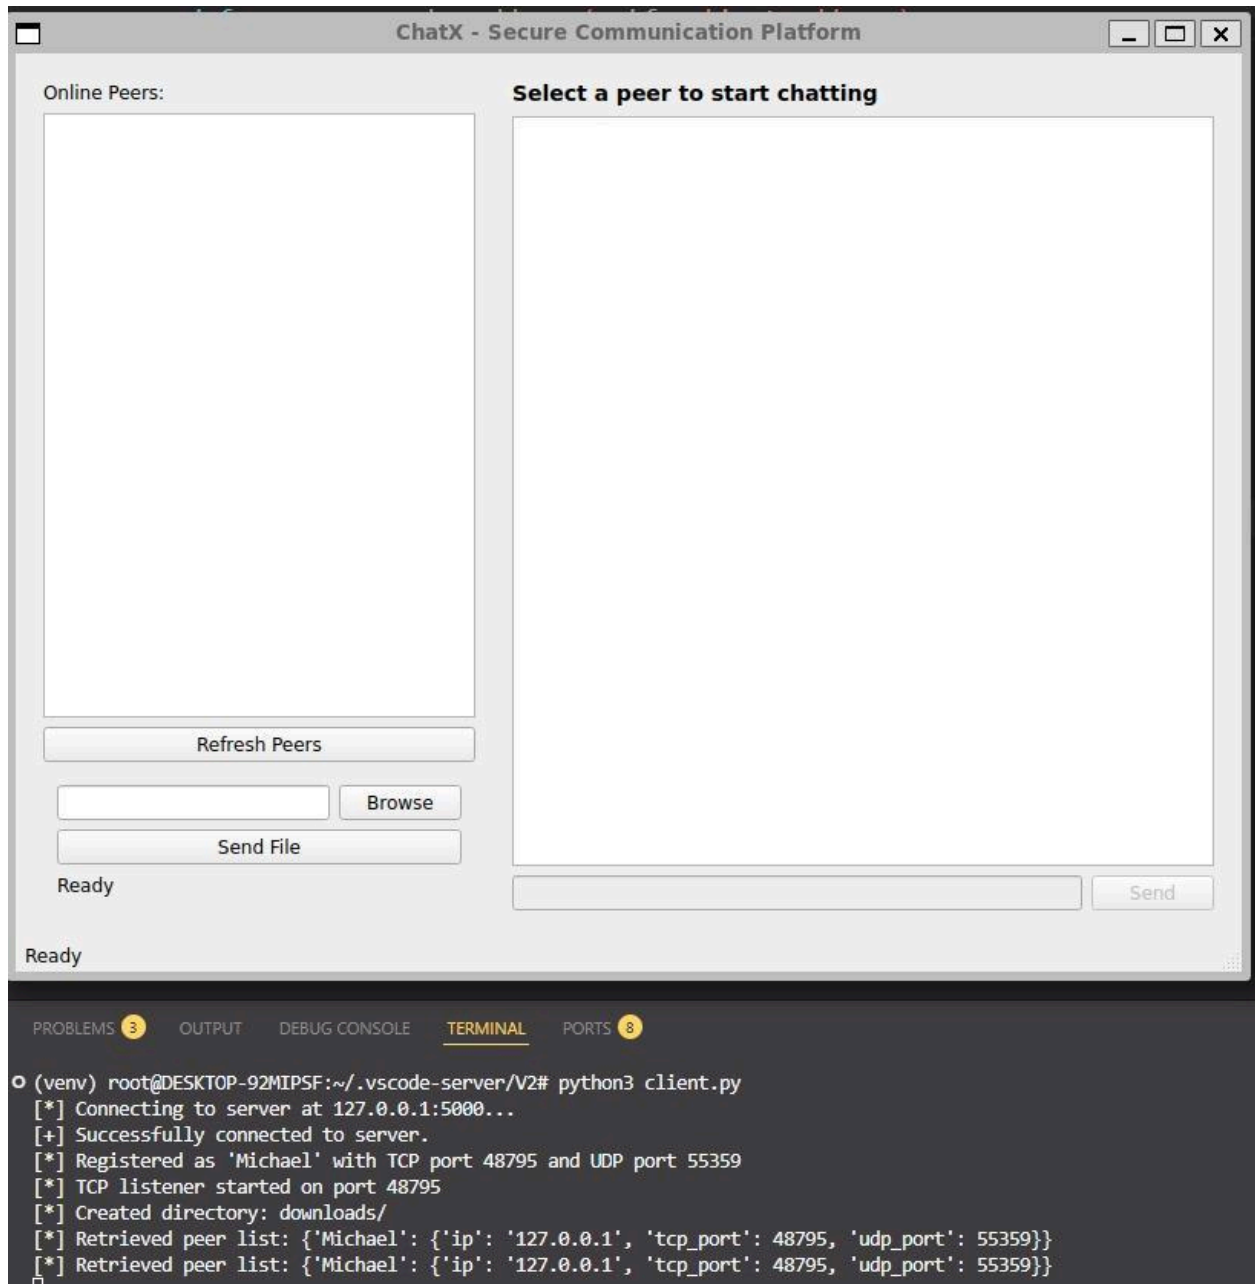 ChatX - Secure Communication Platform
Online Peers:
Select a peer to start chatting
Refresh Peers
Browse
Send File
Ready
Send
Ready
PROBLEMS 3 OUTPUT DEBUG CONSOLE TERMINAL PORTS 8
(venv) root@DESKTOP-92MIPSF:~/.vscode-server/V2# python3 client.py
[*] Connecting to server at 127.0.0.1:5000...
[+] Successfully connected to server.
[*] Registered as 'Michael' with TCP port 48795 and UDP port 55359
[*] TCP listener started on port 48795
[*] Created directory: downloads/
[*] Retrieved peer list: {'Michael': {'ip': '127.0.0.1', 'tcp_port': 48795, 'udp_port': 55359}}
[*] Retrieved peer list: {'Michael': {'ip': '127.0.0.1', 'tcp_port': 48795, 'udp_port': 55359}}